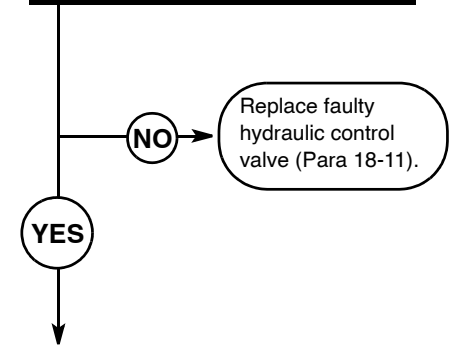 NO
Replace faulty
hydraulic control
valve (Para 18-11).
YES